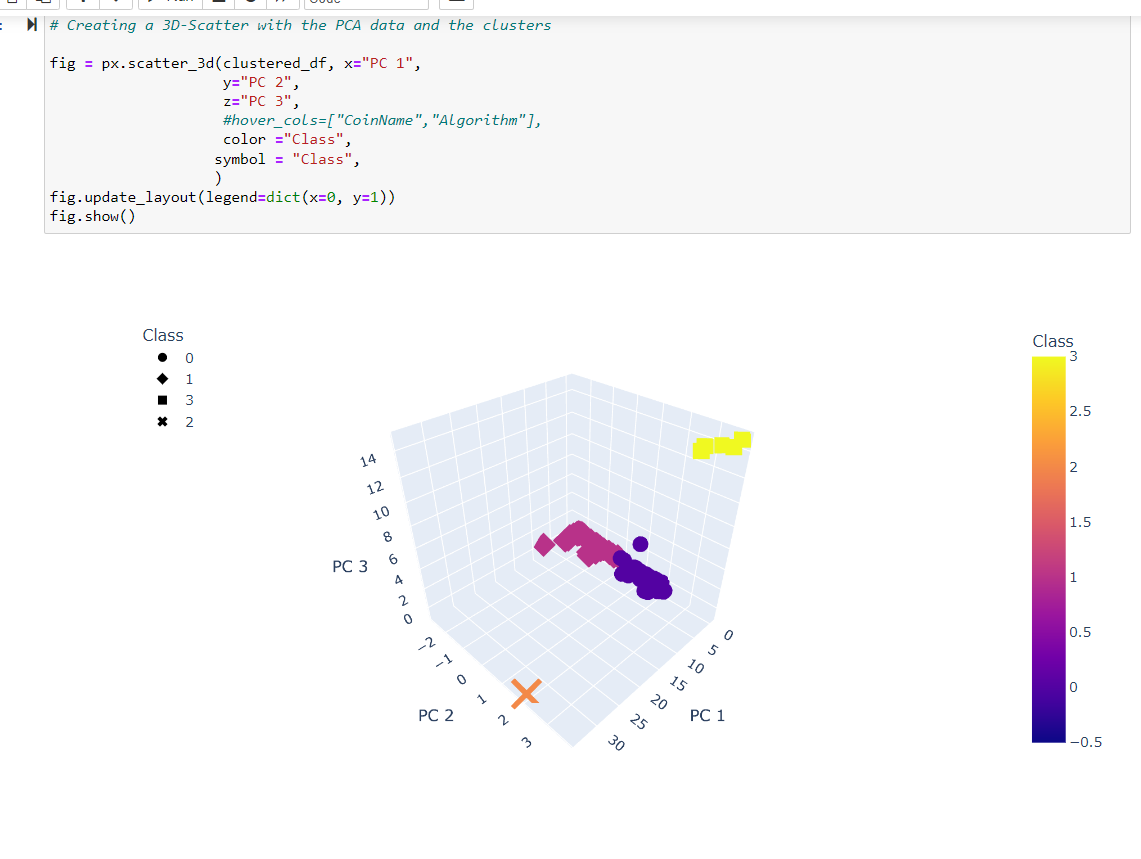 # Creating a 3D-Scatter with the PCA data and the clusters
fig = px.scatter_3d(clustered_df, x="PC 1",
y="PC 2",
z="PC 3",
#hover_cols=["CoinName","Algorithm"],
color ="Class",
symbol = "Class",
)
fig.update_layout(legend=dict(x=0, y=1))
fig.show()
Class
0
1
3
2
Class
3
2.5
2
1.5
1
0.5
0
−0.5
14
12
10
8
6
4
2
0
PC 3
−2
−1
0
1
2
3
PC 2
0
5
10
15
20
25
30
PC 1